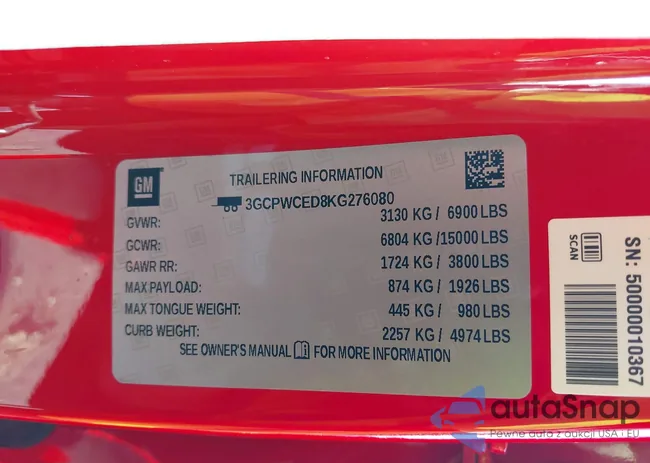 GM
TRAILERING INFORMATION
3GCPWCED8KG276080
GVWR: 3130 KG / 6900 LBS
GCWR: 6804 KG /15000 LBS
GAWR RR: 1724 KG / 3800 LBS
MAX PAYLOAD: 874 KG / 1926 LBS
MAX TONGUE WEIGHT: 445 KG / 980 LBS
CURB WEIGHT: 2257 KG / 4974 LBS
SEE OWNER'S MANUAL FOR MORE INFORMATION
SCAN
SN: 50000010367
autaSnap
Pewne auta z aukcji USA i EU